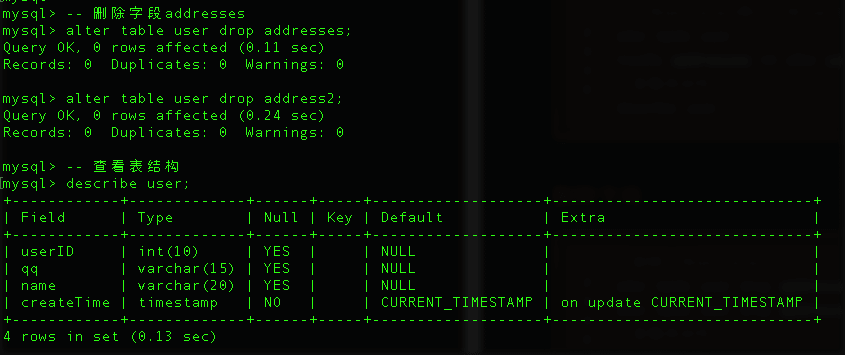 mysql> -- 删除字段addresses
mysql> alter table user drop addresses;
Query OK, 0 rows affected (0.11 sec)
Records: 0  Duplicates: 0  Warnings: 0
mysql> alter table user drop address2;
Query OK, 0 rows affected (0.24 sec)
Records: 0  Duplicates: 0  Warnings: 0
mysql> -- 查看表结构
mysql> describe user;
+------------+-------------+------+-----+-------------------+-----------------------------+
| Field      | Type        | Null | Key | Default           | Extra                       |
+------------+-------------+------+-----+-------------------+-----------------------------+
| userID     | int(10)     | YES  |     | NULL              |                             |
| qq         | varchar(15) | YES  |     | NULL              |                             |
| name       | varchar(20) | YES  |     | NULL              |                             |
| createTime | timestamp   | NO   |     | CURRENT_TIMESTAMP | on update CURRENT_TIMESTAMP |
+------------+-------------+------+-----+-------------------+-----------------------------+
4 rows in set (0.13 sec)